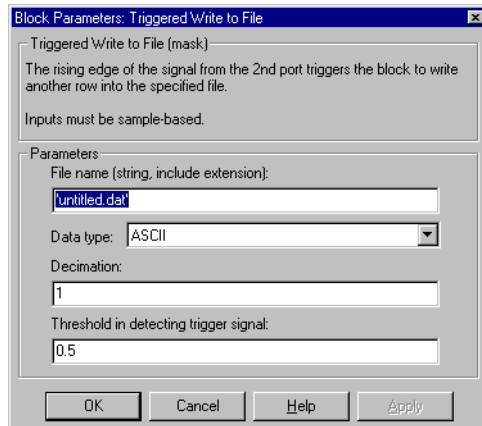 Block Parameters: Triggered Write to File
Triggered Write to File (mask)
The rising edge of the signal from the 2nd port triggers the block to write
another row into the specified file.
Inputs must be sample-based.
Parameters
File name (string, include extension):
'untitled.dat'
Data type: ASCII
Decimation:
1
Threshold in detecting trigger signal:
0.5
OK Cancel Help Apply